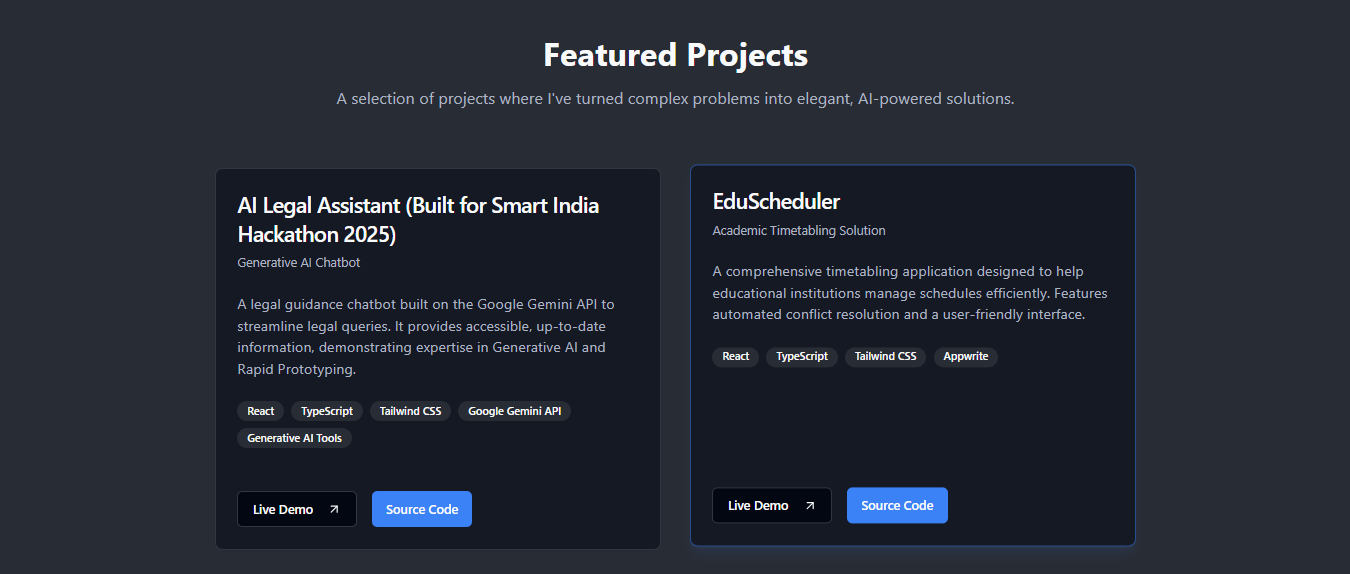 Featured Projects
A selection of projects where I've turned complex problems into elegant, AI-powered solutions.
AI Legal Assistant (Built for Smart India
Hackathon 2025)
Generative AI Chatbot
A legal guidance chatbot built on the Google Gemini API to
streamline legal queries. It provides accessible, up-to-date
information, demonstrating expertise in Generative AI and
Rapid Prototyping.
React TypeScript Tailwind CSS Google Gemini API
Generative AI Tools
Live Demo Source Code
EduScheduler
Academic Timetabling Solution
A comprehensive timetabling application designed to help
educational institutions manage schedules efficiently. Features
automated conflict resolution and a user-friendly interface.
React TypeScript Tailwind CSS Appwrite
Live Demo Source Code